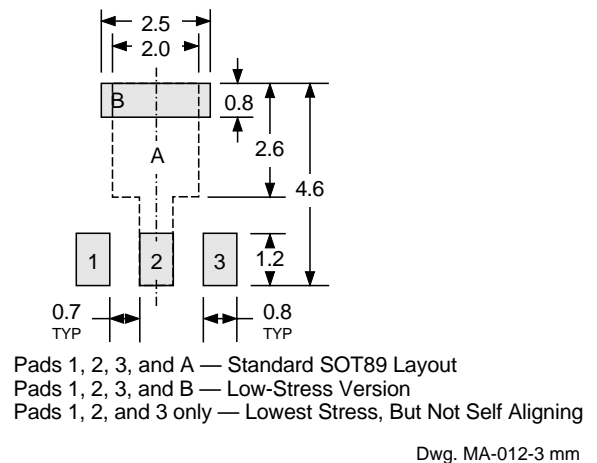 2.5
2.0
B
0.8
A
2.6
4.6
1
2
3
1.2
0.7
TYP
0.8
TYP
Pads 1, 2, 3, and A — Standard SOT89 Layout
Pads 1, 2, 3, and B — Low-Stress Version
Pads 1, 2, and 3 only — Lowest Stress, But Not Self Aligning
Dwg. MA-012-3 mm